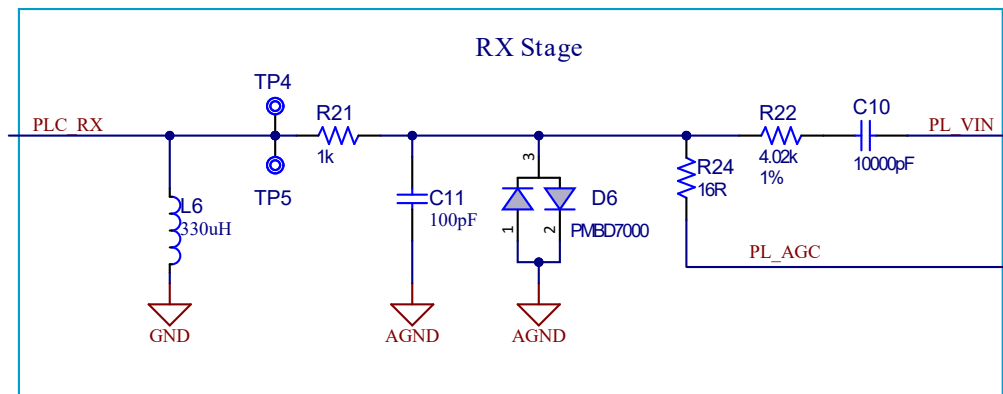 RX Stage
TP4
PLC_RX
R21
1k
TP5
L6
330uH
GND
C11
100pF
AGND
3
1
2
D6
PMBD7000
AGND
R24
16R
R22
4.02k
1%
C10
10000pF
PL_VIN
PL_AGC